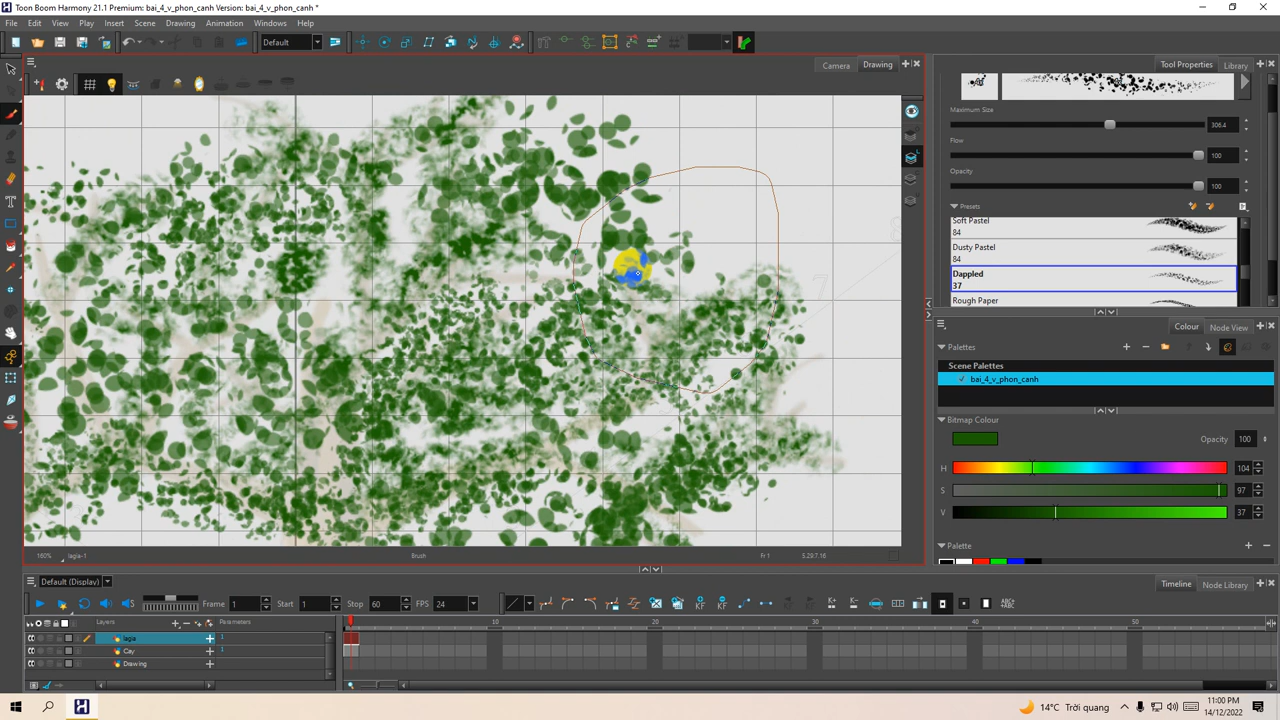 Toon Boom Harmony 21.1 Premium: bai_4_v_phon_canh Version: bai_4_v_phon_canh *
File Edit View Play Insert Scene Drawing Animation Windows Help
Default
Camera Drawing
Tool Properties Library
Maximum Size
306.4
Flow
100
Opacity
100
Presets
Soft Pastel
84
Dusty Pastel
84
Dappled
37
Rough Paper
Colour Node View
Palettes
Scene Palettes
bai_4_v_phon_canh
Bitmap Colour
Opacity 100
H 104
S 97
V 37
Palette
160% lagia-1 Brush Fr 1
Default (Display)
Timeline Node Library
Frame 1 Start 1 Stop 60 FPS 24
Layers Parameters
10 20 30 40 50
lagia 1
Cay 1
Drawing
14°C Trời quang
11:00 PM
14/12/2022